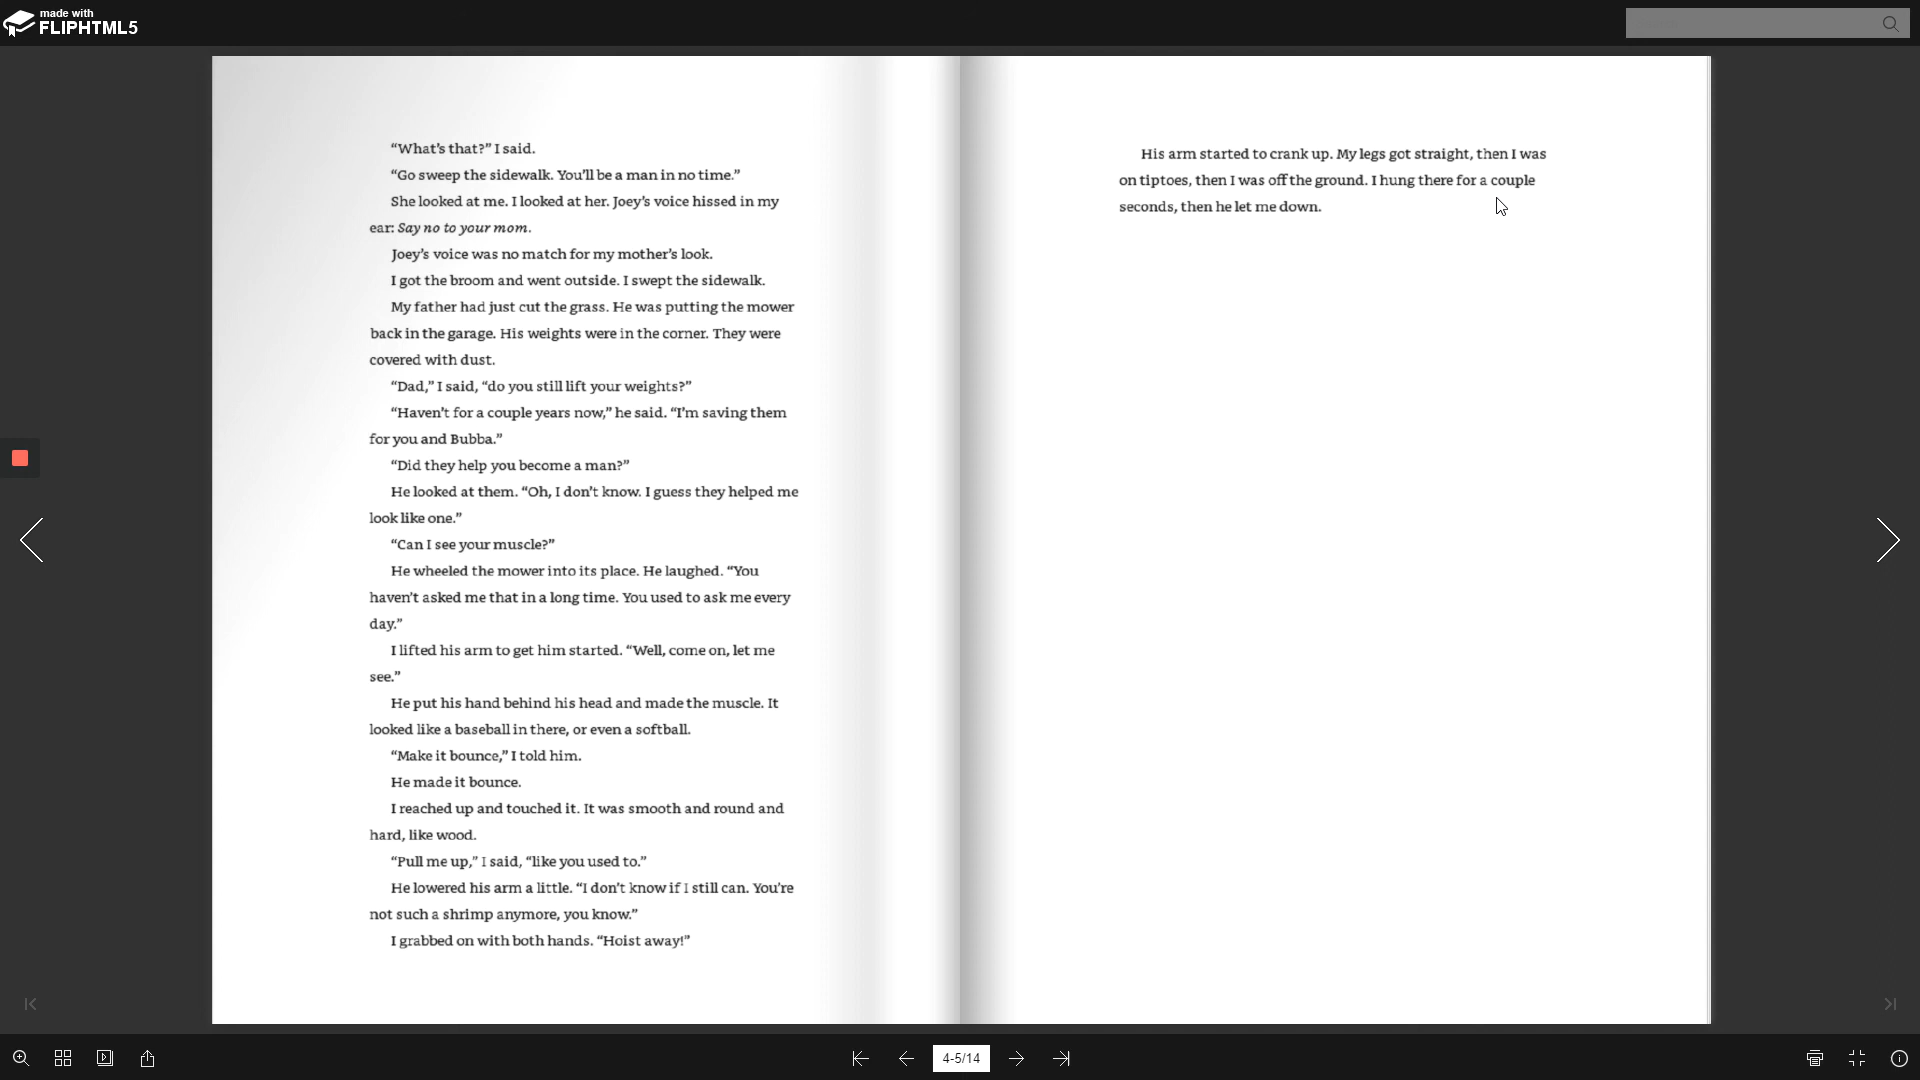 made with
FLIPHTML5
“What’s that?” I said.
“Go sweep the sidewalk. You’ll be a man in no time.”
She looked at me. I looked at her. Joey’s voice hissed in my
ear: Say no to your mom.
Joey’s voice was no match for my mother’s look.
I got the broom and went outside. I swept the sidewalk.
My father had just cut the grass. He was putting the mower
back in the garage. His weights were in the corner. They were
covered with dust.
“Dad,” I said, “do you still lift your weights?”
“Haven’t for a couple years now,” he said. “I’m saving them
for you and Bubba.”
“Did they help you become a man?”
He looked at them. “Oh, I don’t know. I guess they helped me
look like one.”
“Can I see your muscle?”
He wheeled the mower into its place. He laughed. “You
haven’t asked me that in a long time. You used to ask me every
day.”
I lifted his arm to get him started. “Well, come on, let me
see.”
He put his hand behind his head and made the muscle. It
looked like a baseball in there, or even a softball.
“Make it bounce,” I told him.
He made it bounce.
I reached up and touched it. It was smooth and round and
hard, like wood.
“Pull me up,” I said, “like you used to.”
He lowered his arm a little. “I don’t know if I still can. You’re
not such a shrimp anymore, you know.”
I grabbed on with both hands. “Hoist away!”
His arm started to crank up. My legs got straight, then I was
on tiptoes, then I was off the ground. I hung there for a couple
seconds, then he let me down.
4-5/14